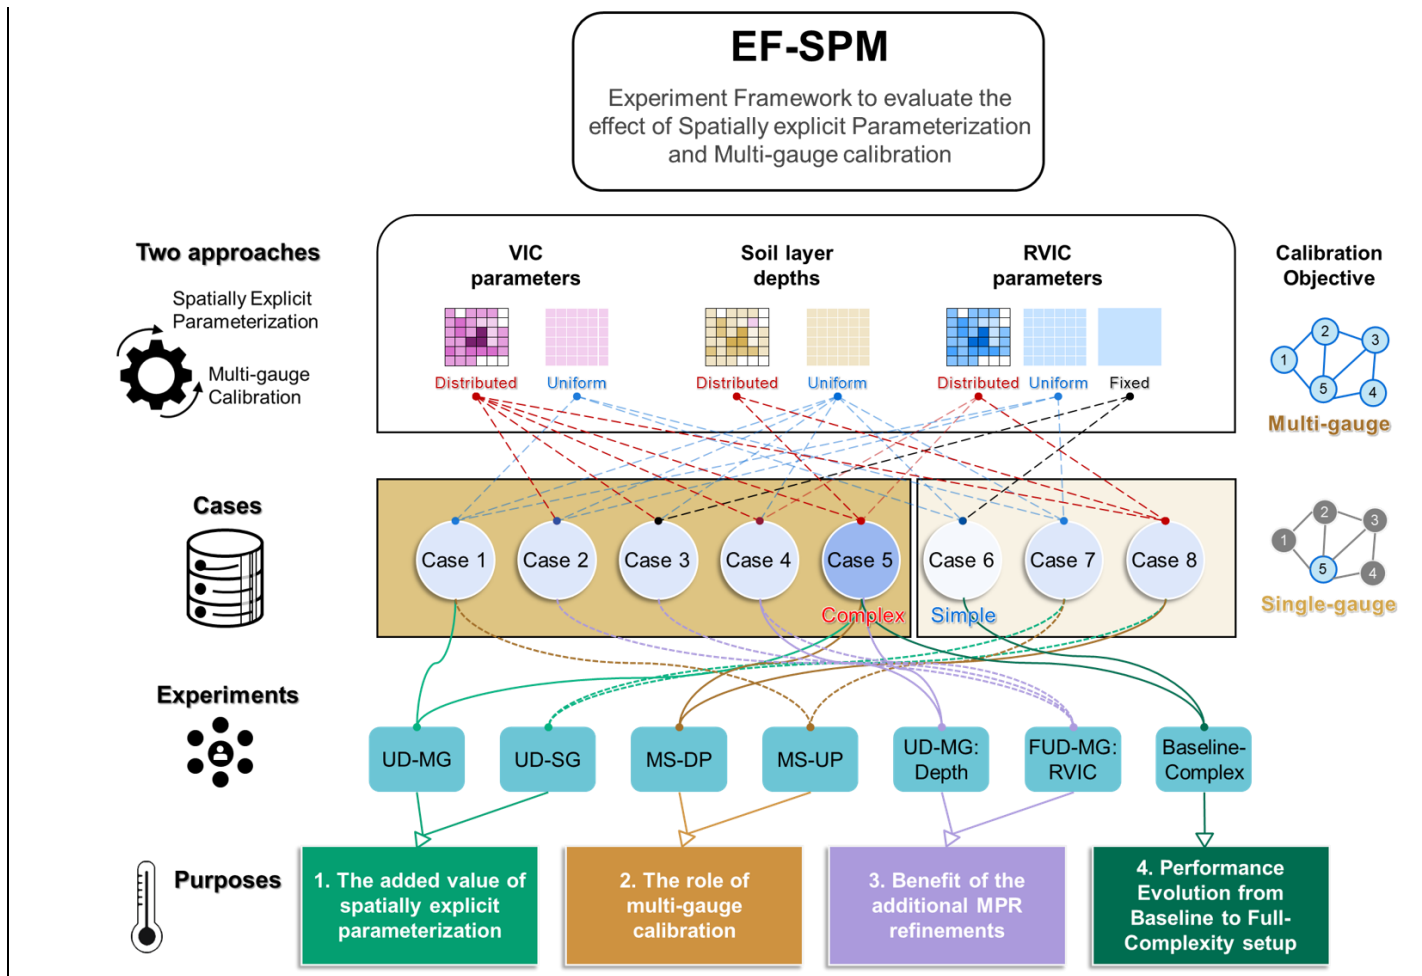 EF-SPM
Experiment Framework to evaluate the
effect of Spatially explicit Parameterization
and Multi-gauge calibration
Two approaches
Spatially Explicit
Parameterization
Multi-gauge
Calibration
VIC
parameters
Soil layer
depths
RVIC
parameters
Distributed
Uniform
Distributed
Uniform
Distributed
Uniform
Fixed
Calibration
Objective
1
2
3
4
5
Multi-gauge
Cases
Case 1
Case 2
Case 3
Case 4
Case 5
Case 6
Case 7
Case 8
Complex
Simple
1
2
3
4
5
Single-gauge
Experiments
UD-MG
UD-SG
MS-DP
MS-UP
UD-MG:
Depth
FUD-MG:
RVIC
Baseline-
Complex
Purposes
1. The added value of
spatially explicit
parameterization
2. The role of
multi-gauge
calibration
3. Benefit of the
additional MPR
refinements
4. Performance
Evolution from
Baseline to Full-
Complexity setup